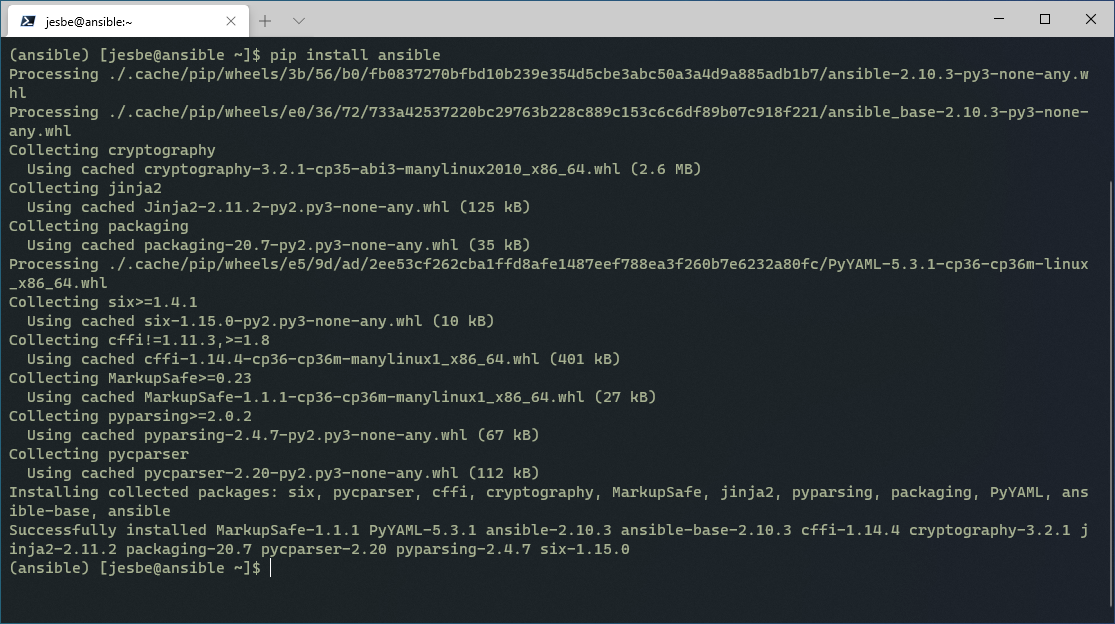 jesbe@ansible:~
(ansible) [jesbe@ansible ~]$ pip install ansible
Processing ./.cache/pip/wheels/3b/56/b0/fb0837270bfbd10b239e354d5cbe3abc50a3a4d9a885adb1b7/ansible-2.10.3-py3-none-any.w
hl
Processing ./.cache/pip/wheels/e0/36/72/733a42537220bc29763b228c889c153c6c6df89b07c918f221/ansible_base-2.10.3-py3-none-
any.whl
Collecting cryptography
  Using cached cryptography-3.2.1-cp35-abi3-manylinux2010_x86_64.whl (2.6 MB)
Collecting jinja2
  Using cached Jinja2-2.11.2-py2.py3-none-any.whl (125 kB)
Collecting packaging
  Using cached packaging-20.7-py2.py3-none-any.whl (35 kB)
Processing ./.cache/pip/wheels/e5/9d/ad/2ee53cf262cba1ffd8afe1487eef788ea3f260b7e6232a80fc/PyYAML-5.3.1-cp36-cp36m-linux
_x86_64.whl
Collecting six>=1.4.1
  Using cached six-1.15.0-py2.py3-none-any.whl (10 kB)
Collecting cffi!=1.11.3,>=1.8
  Using cached cffi-1.14.4-cp36-cp36m-manylinux1_x86_64.whl (401 kB)
Collecting MarkupSafe>=0.23
  Using cached MarkupSafe-1.1.1-cp36-cp36m-manylinux1_x86_64.whl (27 kB)
Collecting pyparsing>=2.0.2
  Using cached pyparsing-2.4.7-py2.py3-none-any.whl (67 kB)
Collecting pycparser
  Using cached pycparser-2.20-py2.py3-none-any.whl (112 kB)
Installing collected packages: six, pycparser, cffi, cryptography, MarkupSafe, jinja2, pyparsing, packaging, PyYAML, ans
ible-base, ansible
Successfully installed MarkupSafe-1.1.1 PyYAML-5.3.1 ansible-2.10.3 ansible-base-2.10.3 cffi-1.14.4 cryptography-3.2.1 j
inja2-2.11.2 packaging-20.7 pycparser-2.20 pyparsing-2.4.7 six-1.15.0
(ansible) [jesbe@ansible ~]$